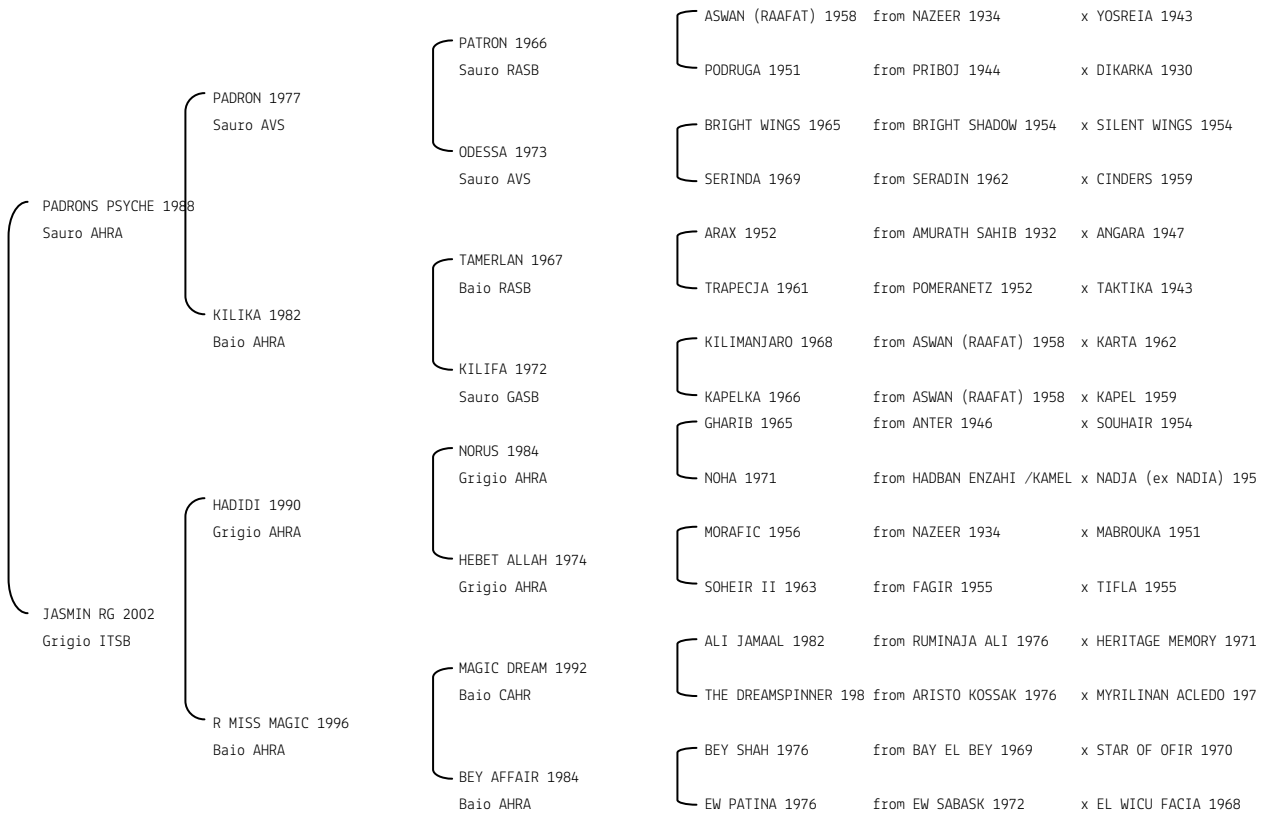 ASWAN (RAAFAT) 1958 from NAZEER 1934 x YOSREIA 1943
PATRON 1966
Sauro RASB
PODRUGA 1951 from PRIBOJ 1944 x DIKARKA 1930
PADRON 1977
Sauro AVS
BRIGHT WINGS 1965 from BRIGHT SHADOW 1954 x SILENT WINGS 1954
ODESSA 1973
Sauro AVS
SERINDA 1969 from SERADIN 1962 x CINDERS 1959
PADRONS PSYCHE 1988
Sauro AHRA
ARAX 1952 from AMURATH SAHIB 1932 x ANGARA 1947
TAMERLAN 1967
Baio RASB
TRAPECJA 1961 from POMERANETZ 1952 x TAKTIKA 1943
KILIKA 1982
Baio AHRA
KILIMANJARO 1968 from ASWAN (RAAFAT) 1958 x KARTA 1962
KILIFA 1972
Sauro GASB
KAPELKA 1966 from ASWAN (RAAFAT) 1958 x KAPEL 1959
GHARIB 1965 from ANTER 1946 x SOUHAIR 1954
NORUS 1984
Grigio AHRA
NOHA 1971 from HADBAN ENZAHI /KAMEL x NADJA (ex NADIA) 195
HADIDI 1990
Grigio AHRA
MORAFIC 1956 from NAZEER 1934 x MABROUKA 1951
HEBET ALLAH 1974
Grigio AHRA
SOHEIR II 1963 from FAGIR 1955 x TIFLA 1955
JASMIN RG 2002
Grigio ITSB
ALI JAMAAL 1982 from RUMINAJA ALI 1976 x HERITAGE MEMORY 1971
MAGIC DREAM 1992
Baio CAHR
THE DREAMSPINNER 198 from ARISTO KOSSAK 1976 x MYRILINAN ACLEDO 197
R MISS MAGIC 1996
Baio AHRA
BEY SHAH 1976 from BAY EL BEY 1969 x STAR OF OFIR 1970
BEY AFFAIR 1984
Baio AHRA
EW PATINA 1976 from EW SABASK 1972 x EL WICU FACIA 1968